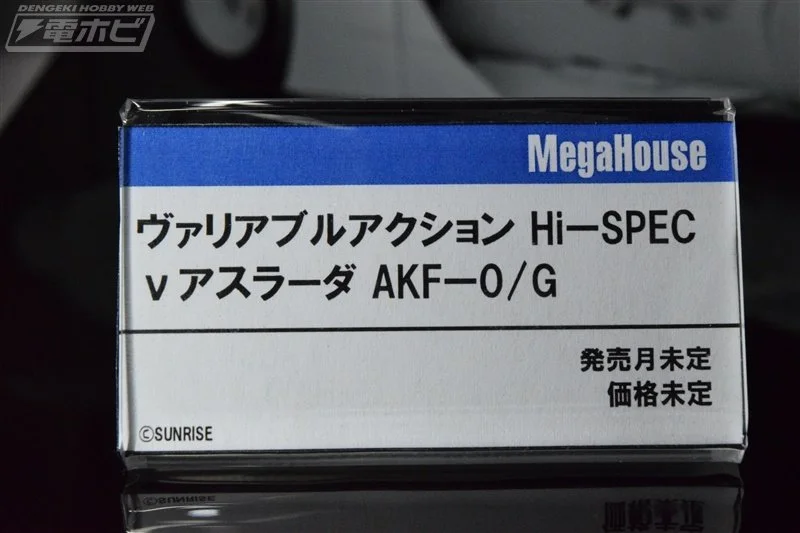 DENGEKI HOBBY WEB
電ホビ
MegaHouse
ヴァリアブルアクション Hi-SPEC
νアスラーダ AKF-0/G
発売月未定
価格未定
©SUNRISE